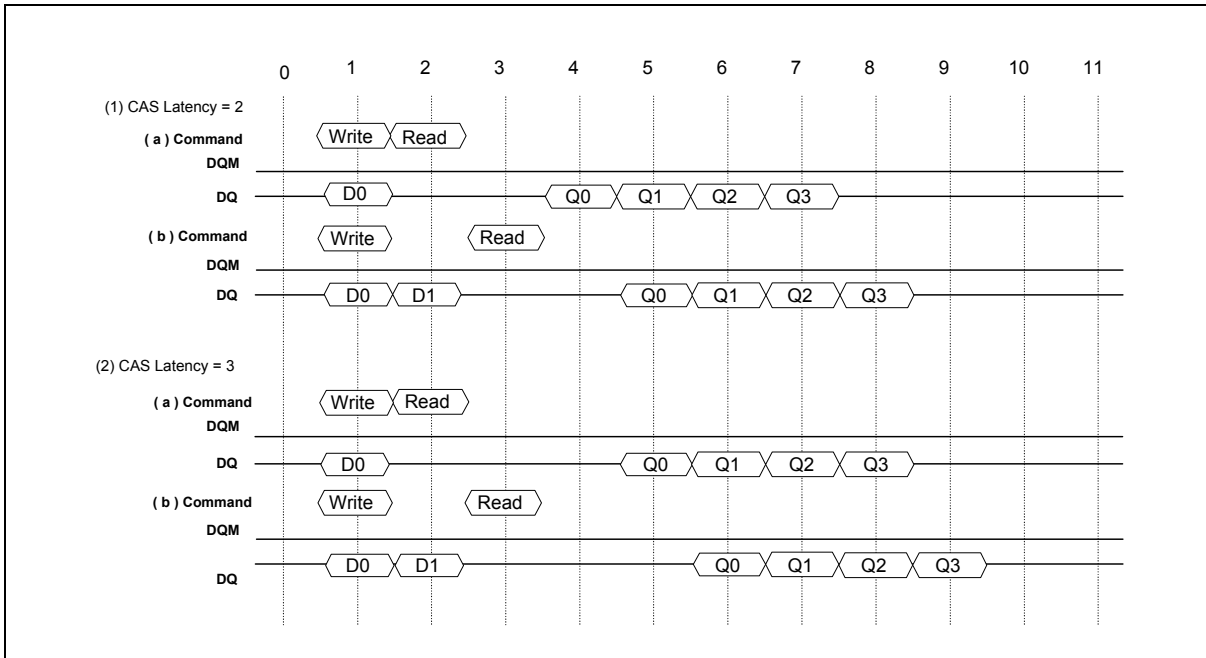 0 1 2 3 4 5 6 7 8 9 10 11
(1) CAS Latency = 2
( a ) Command Write Read
DQM
DQ D0 Q0 Q1 Q2 Q3
( b ) Command Write Read
DQM
DQ D0 D1 Q0 Q1 Q2 Q3
(2) CAS Latency = 3
( a ) Command Write Read
DQM
DQ D0 Q0 Q1 Q2 Q3
( b ) Command Write Read
DQM
DQ D0 D1 Q0 Q1 Q2 Q3